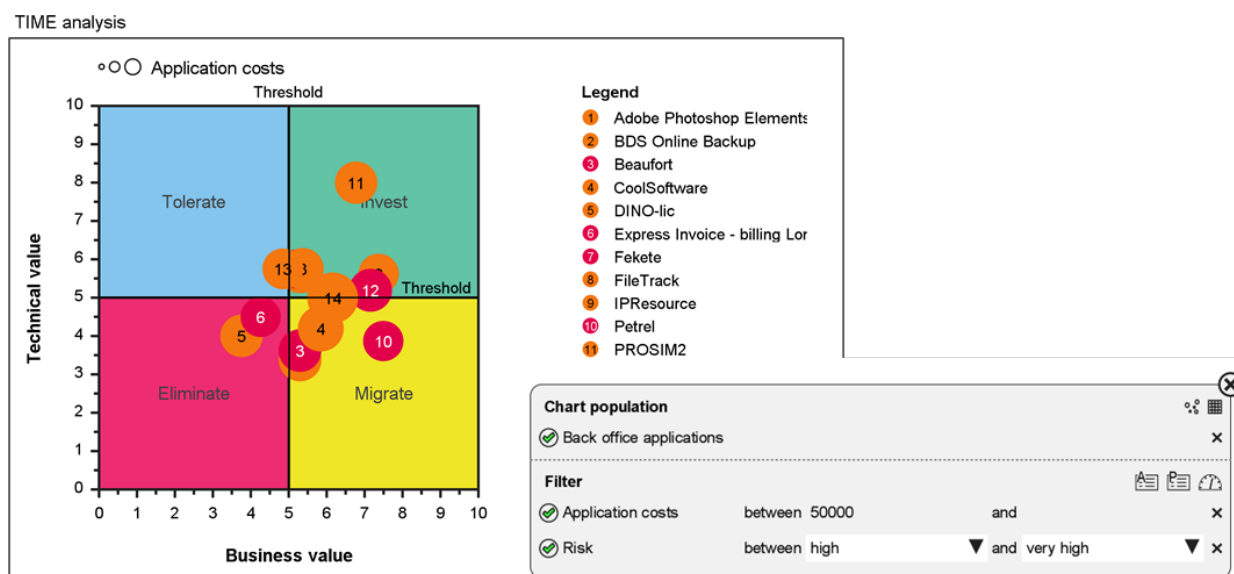 TIME analysis
Application costs
Threshold
10
9
8
7
6
5
4
3
2
1
0
Technical value
Tolerate
Invest
Eliminate
Migrate
Threshold
11
13
12
14
6
5
4
3
10
0 1 2 3 4 5 6 7 8 9 10
Business value
Legend
1 Adobe Photoshop Elements
2 BDS Online Backup
3 Beaufort
4 CoolSoftware
5 DINO-lic
6 Express Invoice - billing Lor
7 Fekete
8 FileTrack
9 IPResource
10 Petrel
11 PROSIM2
Chart population
Back office applications
Filter
A P
Application costs between 50000 and
Risk between high and very high